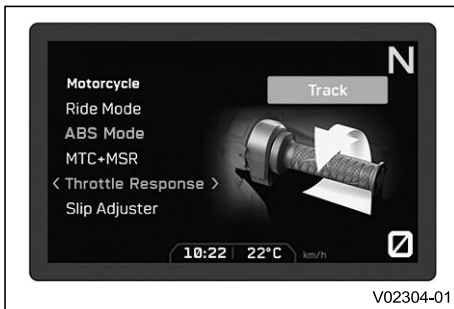 N
Motorcycle
Track
Ride Mode
ABS Mode
MTC+MSR
< Throttle Response >
Slip Adjuster
10:22 22°C km/h
0
V02304-01